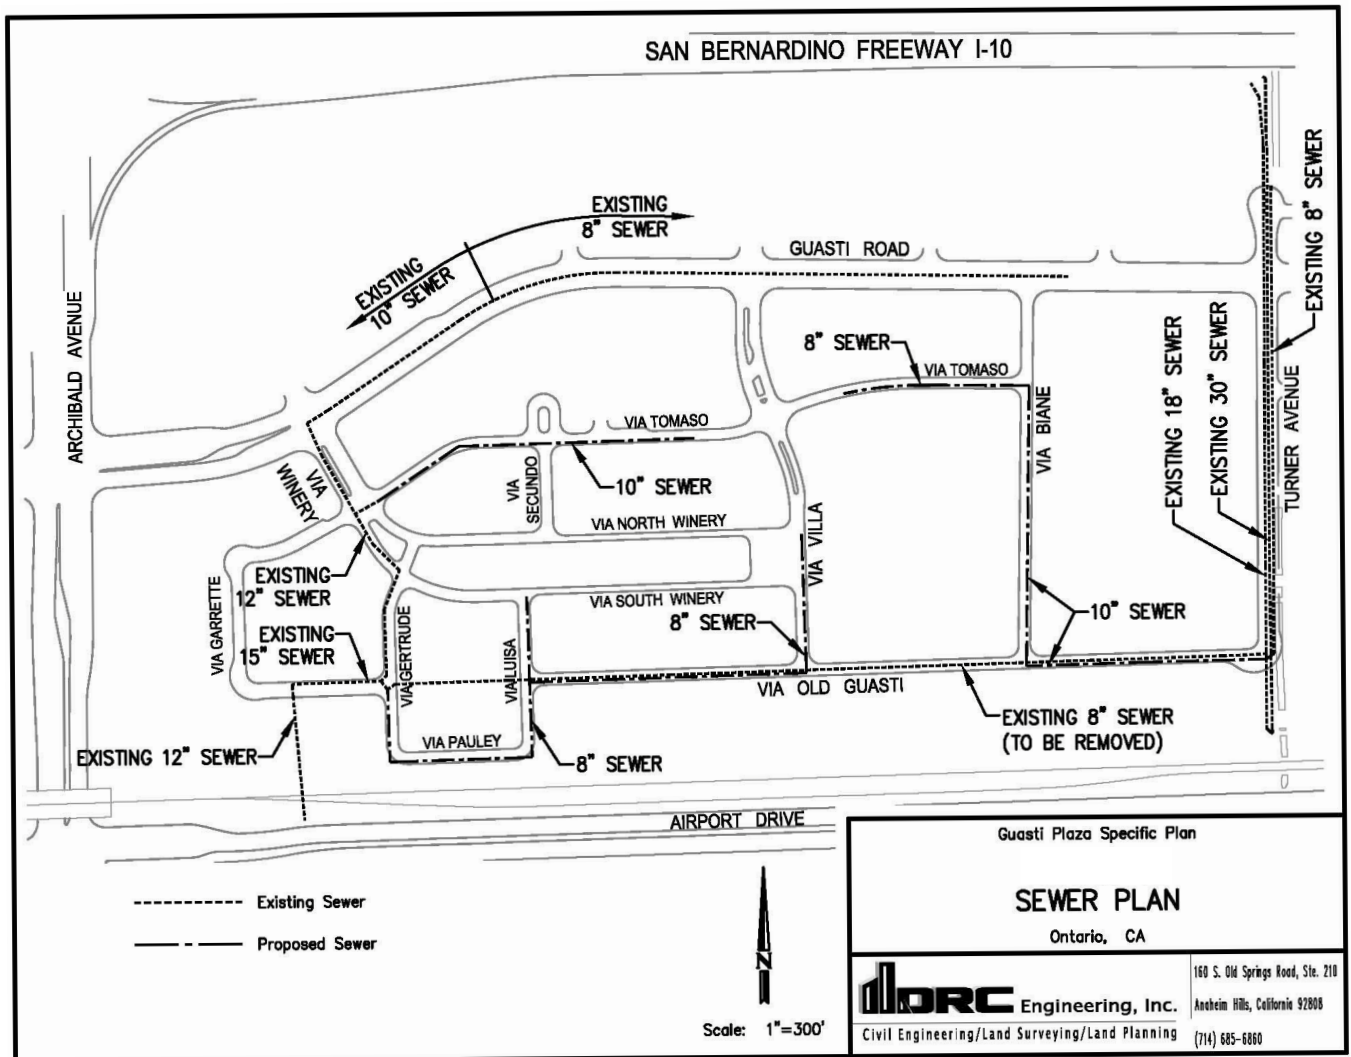 SAN BERNARDINO FREEWAY I-10
EXISTING
8" SEWER
EXISTING
10" SEWER
GUASTI ROAD
EXISTING 8" SEWER
ARCHIBALD AVENUE
8" SEWER
VIA TOMASO
VIA BIANE
EXISTING 18" SEWER
EXISTING 30" SEWER
TURNER AVENUE
VIA TOMASO
VIA
WINERY
VIA
SECUNDO
10" SEWER
VIA NORTH WINERY
VIA VILLA
EXISTING
12" SEWER
VIA GARRETTE
VIA SOUTH WINERY
8" SEWER
10" SEWER
EXISTING
15" SEWER
VIA GERTRUDE
VIA LUISA
VIA OLD GUASTI
EXISTING 8" SEWER
(TO BE REMOVED)
VIA PAULEY
EXISTING 12" SEWER
8" SEWER
AIRPORT DRIVE
Existing Sewer
Proposed Sewer
N
Scale: 1"=300'
Guasti Plaza Specific Plan
SEWER PLAN
Ontario, CA
DRC Engineering, Inc.
Civil Engineering/Land Surveying/Land Planning
160 S. Old Springs Road, Ste. 210
Anaheim Hills, California 92808
(714) 685-6860